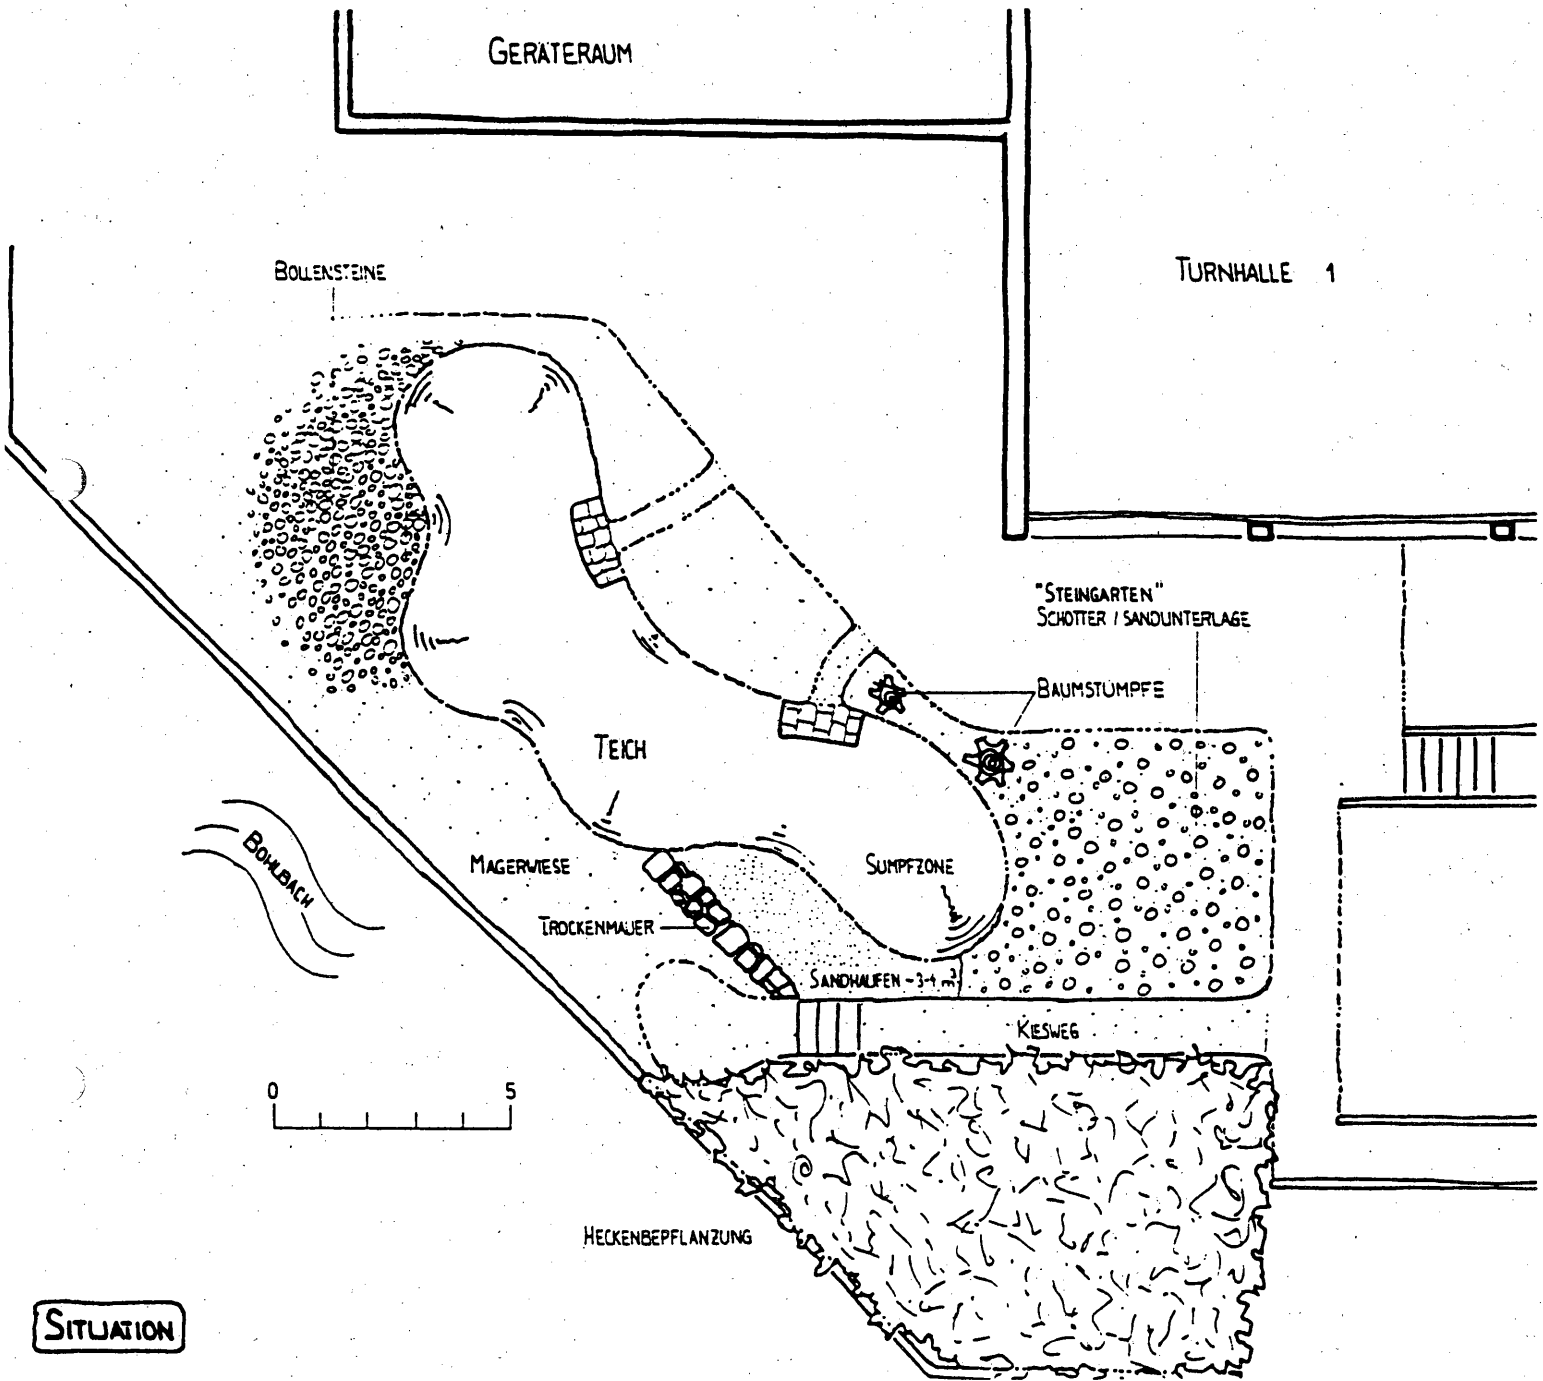 GERÄTERAUM
TURNHALLE 1
BOLLENSTEINE
"STEINGARTEN"
SCHOTTER / SANDUNTERLAGE
BAUMSTÜMPFE
TEICH
MAGERWIESE
SUMPFZONE
BOHLBACH
TROCKENMAUER
SANDHAUFEN ~3-4 m³
KIESWEG
0 5
HECKENBEPFLANZUNG
SITUATION